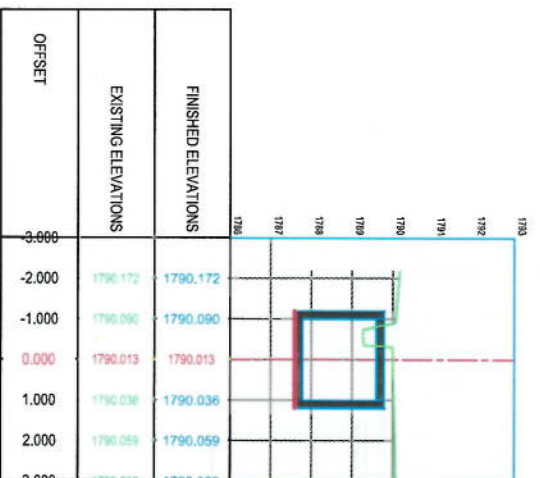 OFFSET
EXISTING ELEVATIONS
FINISHED ELEVATIONS
1786 1787 1788 1789 1790 1791 1792 1793
-3.000
-2.000 1790.172 1790.172
-1.000 1790.090 1790.090
0.000 1790.013 1790.013
1.000 1790.036 1790.036
2.000 1790.059 1790.059